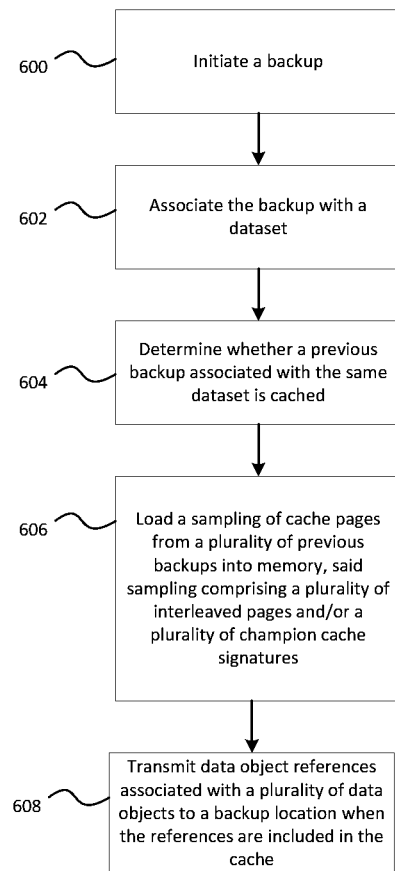 600
Initiate a backup
602
Associate the backup with a
dataset
604
Determine whether a previous
backup associated with the same
dataset is cached
606
Load a sampling of cache pages
from a plurality of previous
backups into memory, said
sampling comprising a plurality of
interleaved pages and/or a
plurality of champion cache
signatures
608
Transmit data object references
associated with a plurality of data
objects to a backup location when
the references are included in the
cache